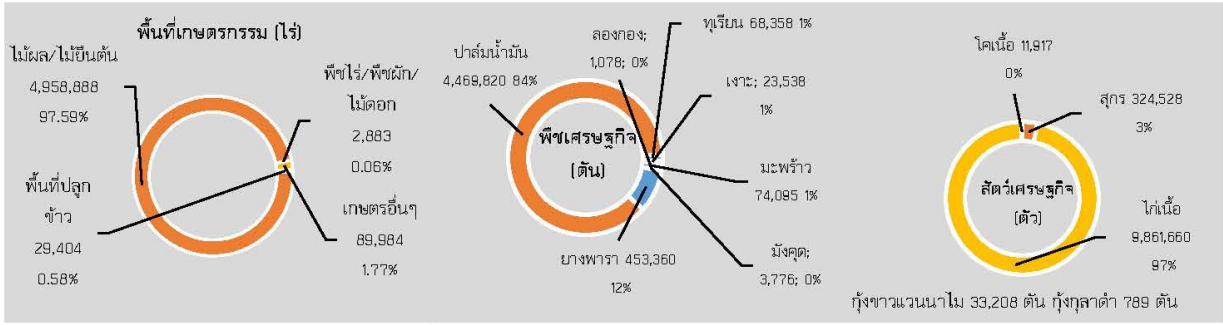 พื้นที่เกษตรกรรม (ไร่)
ไม้ผล/ไม้ยืนต้น
4,958,888
97.59%
พืชไร่/พืชผัก/
ไม้ดอก
2,883
0.06%
พื้นที่ปลูก
ข้าว
29,404
0.58%
เกษตรอื่นๆ
89,984
1.77%
ปาล์มน้ำมัน
4,469,820 84%
ลองกอง;
1,078; 0%
ทุเรียน 68,358 1%
เงาะ; 23,538
1%
พืชเศรษฐกิจ
(ตัน)
มะพร้าว
74,095 1%
ยางพารา 453,360
12%
มังคุด;
3,776; 0%
โคเนื้อ 11,917
0%
สุกร 324,528
3%
สัตว์เศรษฐกิจ
(ตัว)
ไก่เนื้อ
9,861,660
97%
กุ้งขาวแวนนาไม 33,208 ตัน กุ้งกุลาดำ 789 ตัน